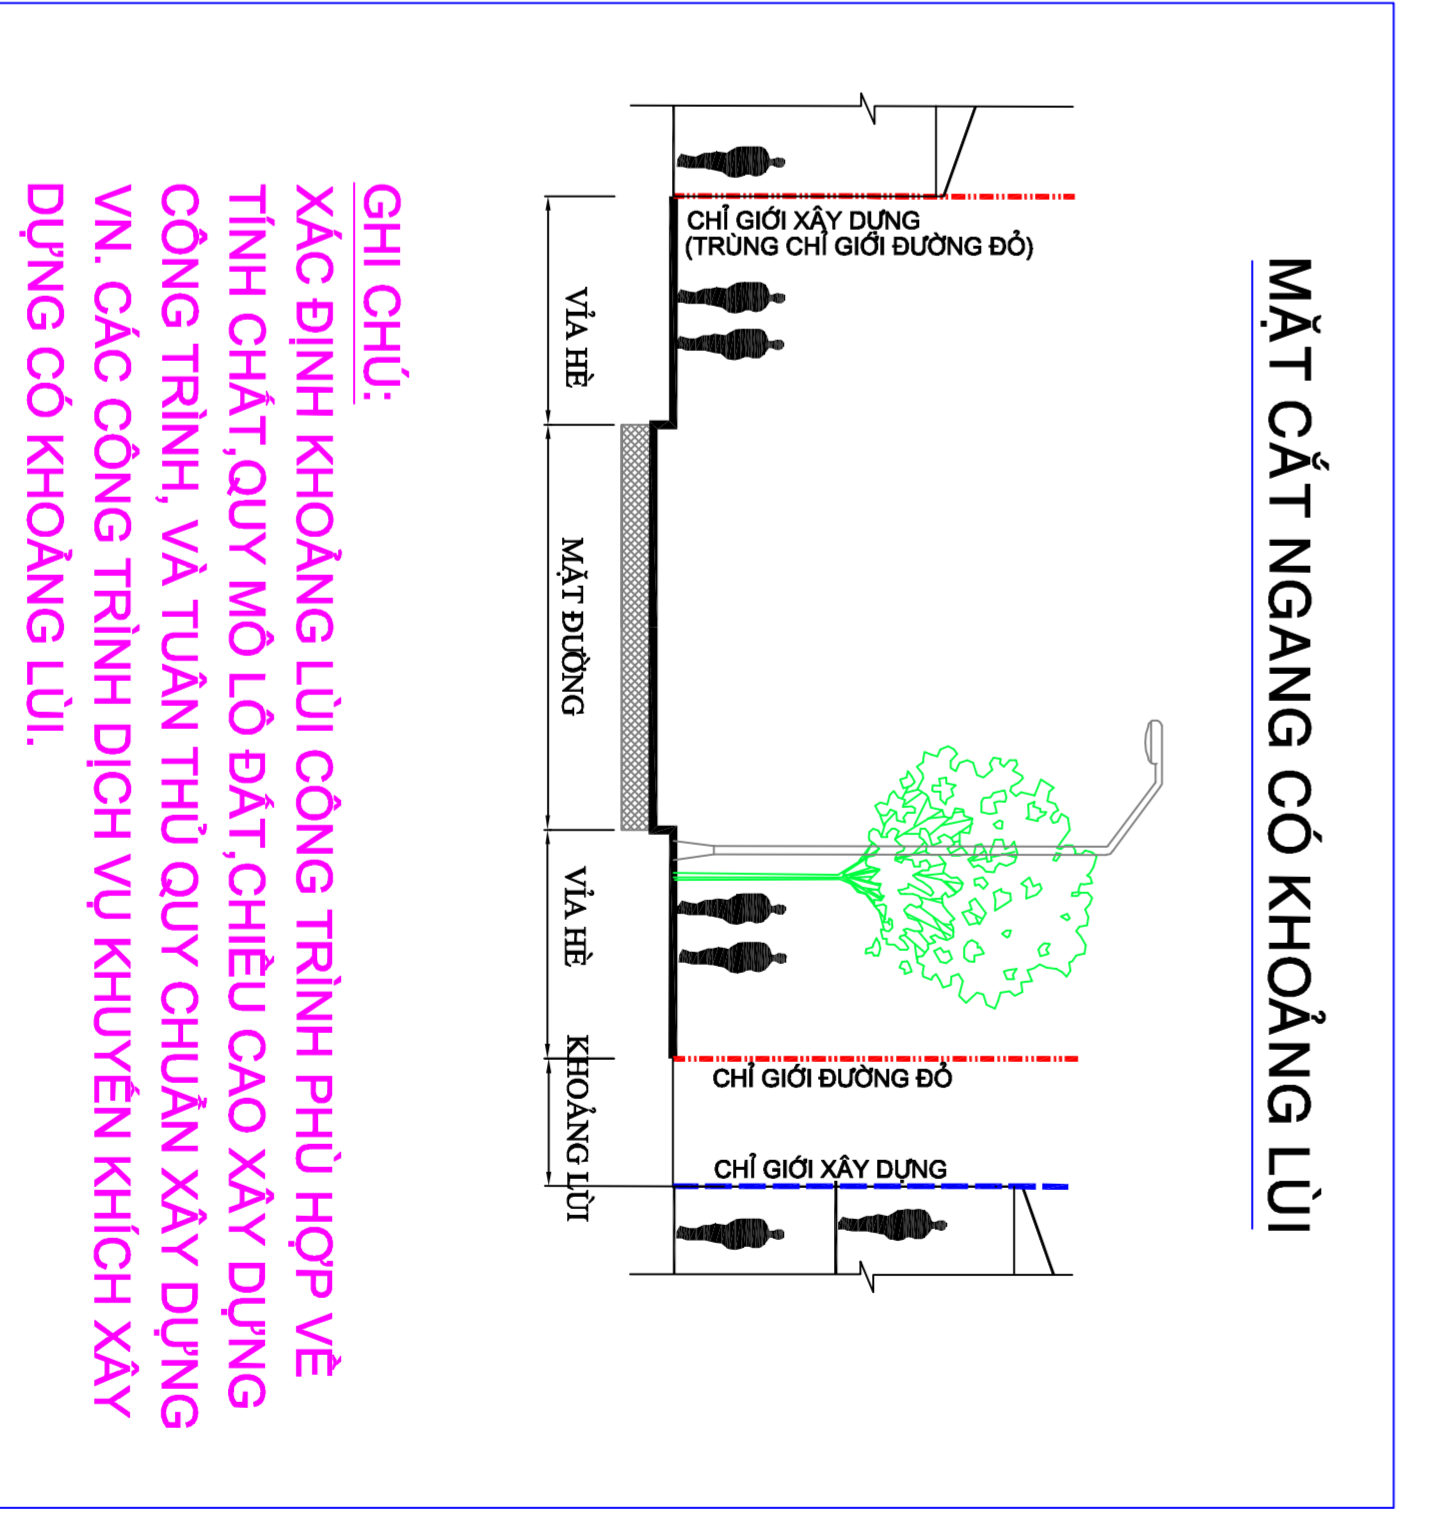 MẶT CẮT NGANG CÓ KHOẢNG LÙI
CHỈ GIỚI XÂY DỰNG
(TRÙNG CHỈ GIỚI ĐƯỜNG ĐỎ)
CHỈ GIỚI ĐƯỜNG ĐỎ
CHỈ GIỚI XÂY DỰNG
VỈA HÈ
MẶT ĐƯỜNG
VỈA HÈ
KHOẢNG LÙI
GHI CHÚ:
XÁC ĐỊNH KHOẢNG LÙI CÔNG TRÌNH PHÙ HỢP VỀ
TÍNH CHẤT,QUY MÔ LÔ ĐẤT,CHIỀU CAO XÂY DỰNG
CÔNG TRÌNH, VÀ TUÂN THỦ QUY CHUẨN XÂY DỰNG
VN. CÁC CÔNG TRÌNH DỊCH VỤ KHUYẾN KHÍCH XÂY
DỰNG CÓ KHOẢNG LÙI.